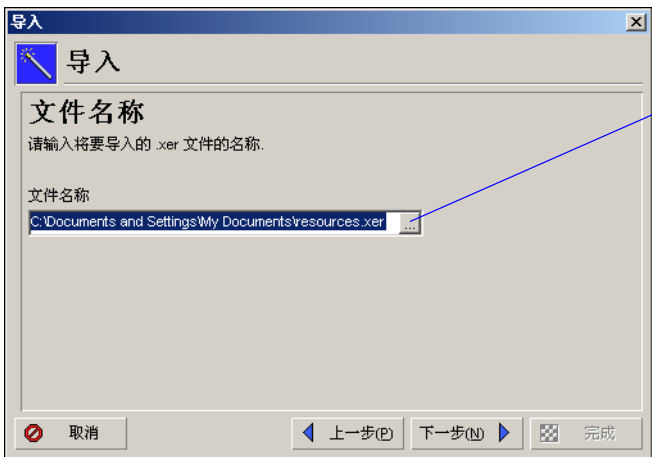 导入
导入
文件名称
请输入将要导入的 .xer 文件的名称.
文件名称
C:\Documents and Settings\My Documents\resources.xer ...
取消 上一步(P) 下一步(N) 完成